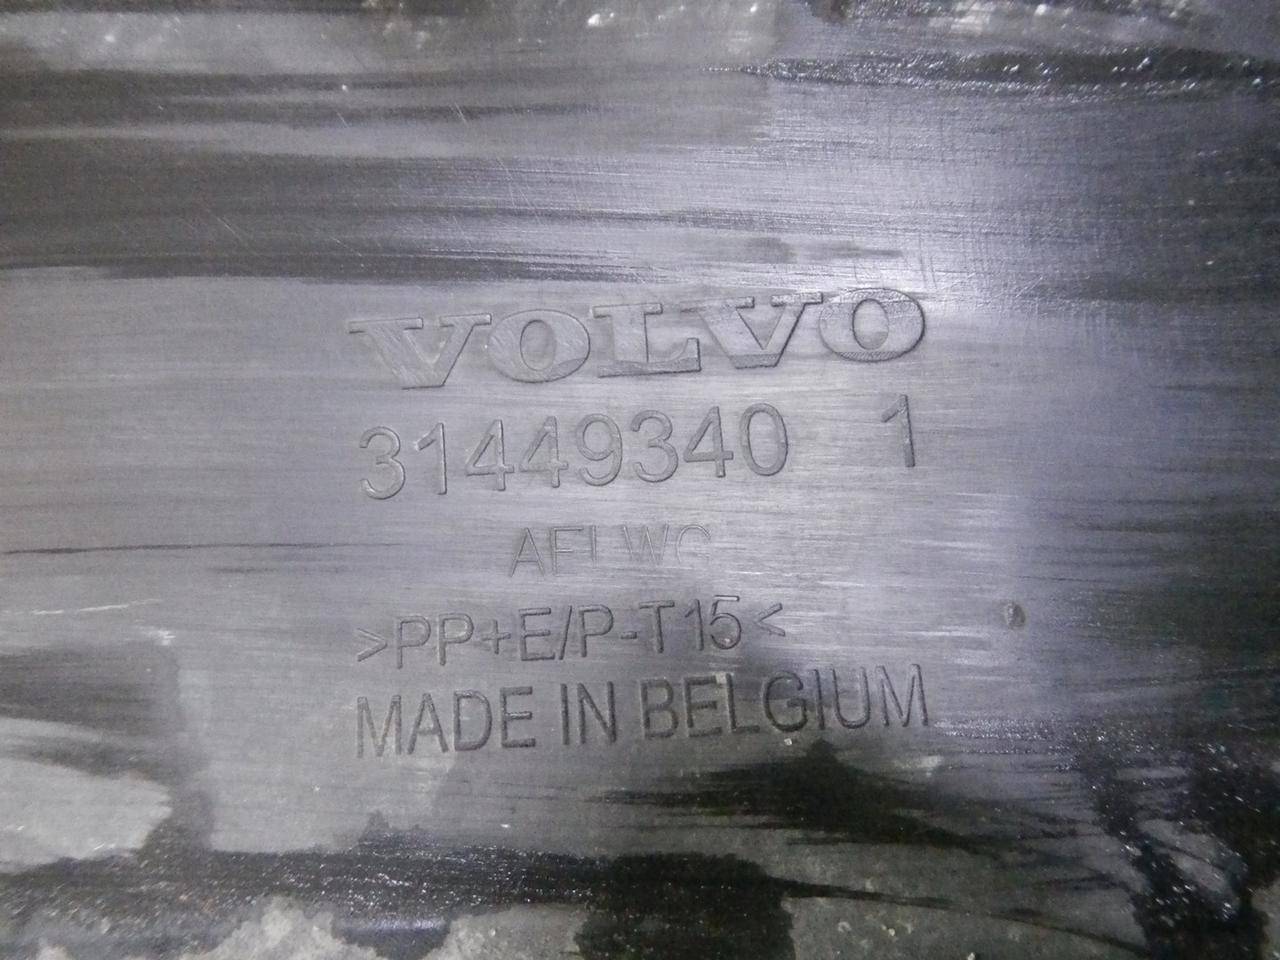 VOLVO
31449340 1
>PP+E/P-T15<
MADE IN BELGIUM